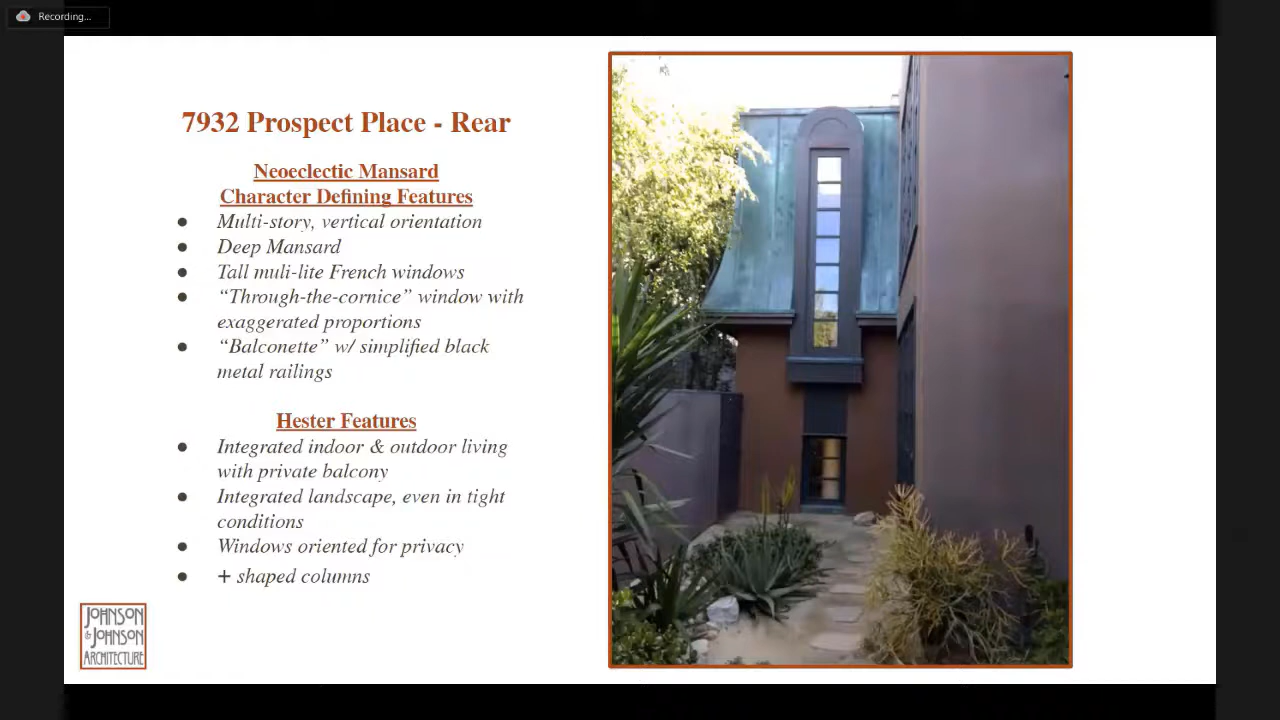 Recording...
7932 Prospect Place - Rear
Neoeclectic Mansard
Character Defining Features
● Multi-story, vertical orientation
● Deep Mansard
● Tall muli-lite French windows
● “Through-the-cornice” window with
exaggerated proportions
● “Balconette” w/ simplified black
metal railings
Hester Features
● Integrated indoor & outdoor living
with private balcony
● Integrated landscape, even in tight
conditions
● Windows oriented for privacy
● + shaped columns
JOHNSON
& JOHNSON
ARCHITECTURE